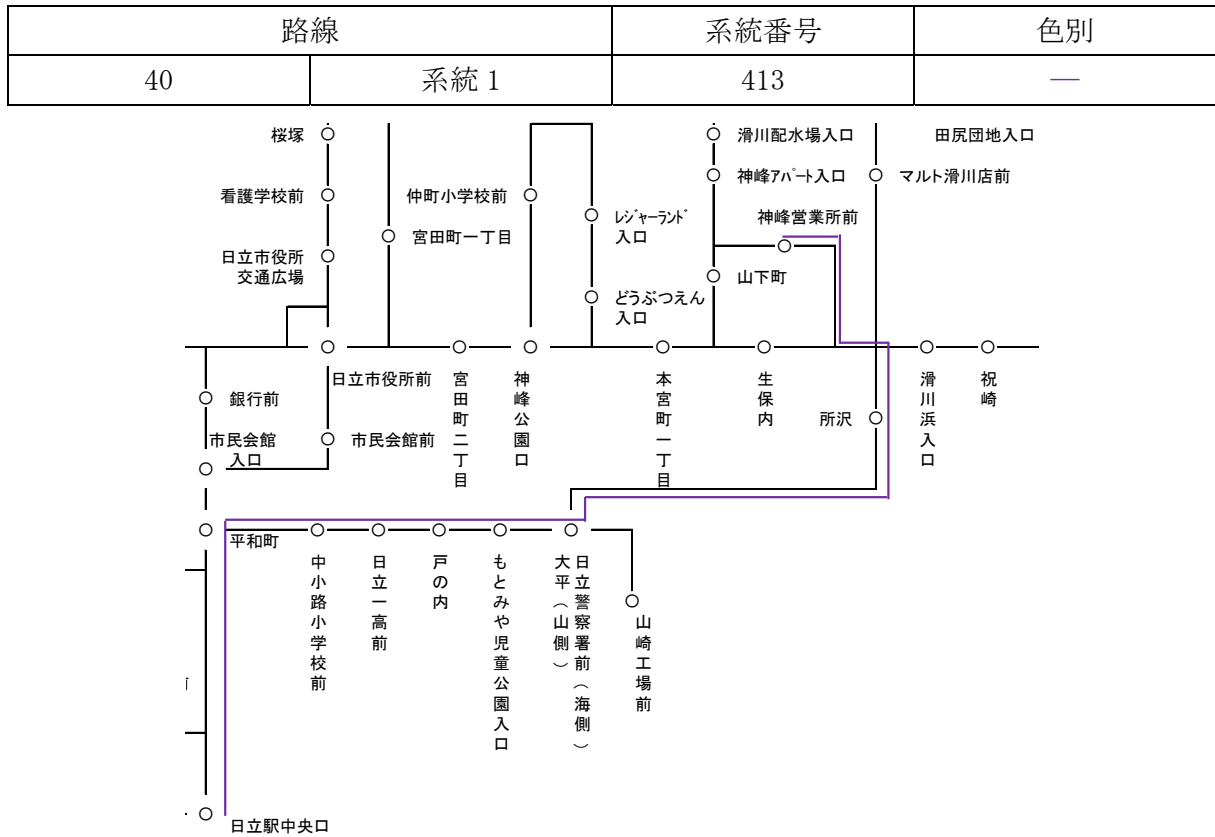 路線 系統番号 色別
40 系統 1 413 —
桜塚
滑川配水場入口
田尻団地入口
看護学校前
仲町小学校前
神峰アパート入口
マルト滑川店前
宮田町一丁目
レジャーランド
入口
神峰営業所前
日立市役所
交通広場
どうぶつえん
入口
山下町
日立市役所前
宮田町二丁目
神峰公園口
本宮町一丁目
生保内
滑川浜入口
祝崎
銀行前
所沢
市民会館
入口
市民会館前
平和町
中小路小学校前
日立一高前
戸の内
もとみや児童公園入口
大平（山側）
日立警察署前（海側）
山崎工場前
日立駅中央口